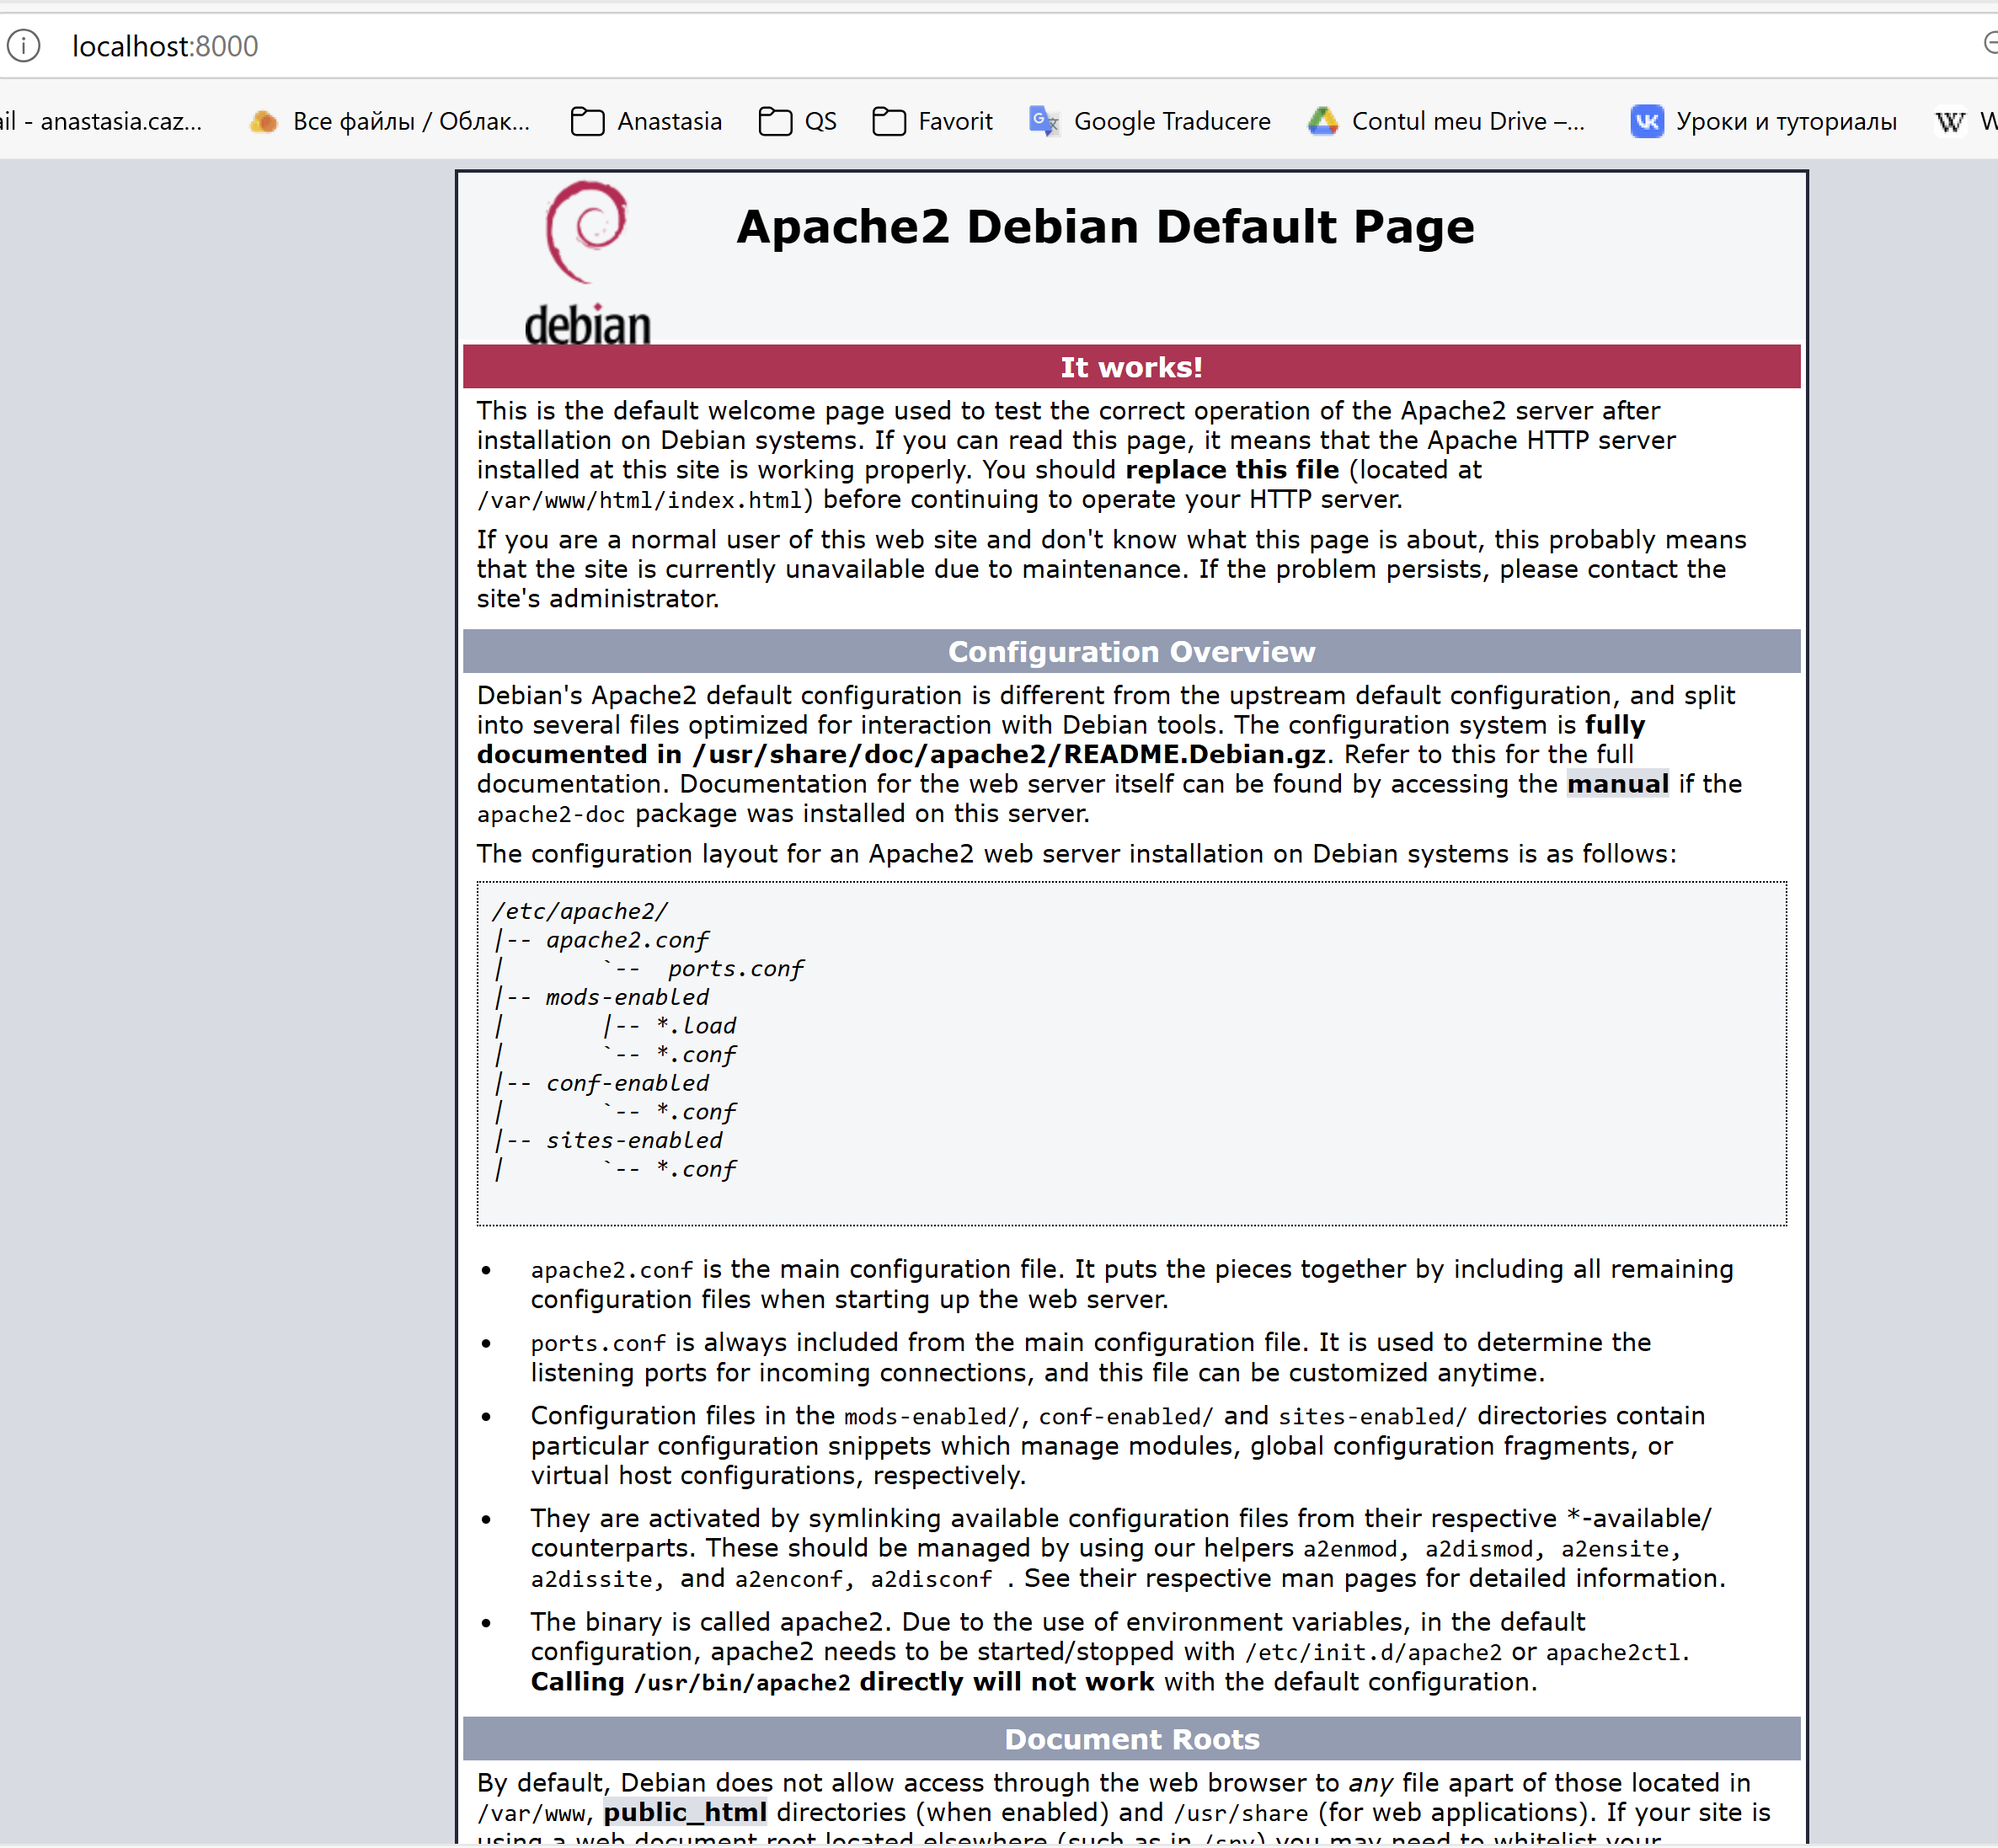 localhost:8000
il - anastasia.caz... Все файлы / Облак... Anastasia QS Favorit Google Traducere Contul meu Drive –... Уроки и туториалы W
debian
Apache2 Debian Default Page
It works!
This is the default welcome page used to test the correct operation of the Apache2 server after
installation on Debian systems. If you can read this page, it means that the Apache HTTP server
installed at this site is working properly. You should replace this file (located at
/var/www/html/index.html) before continuing to operate your HTTP server.
If you are a normal user of this web site and don't know what this page is about, this probably means
that the site is currently unavailable due to maintenance. If the problem persists, please contact the
site's administrator.
Configuration Overview
Debian's Apache2 default configuration is different from the upstream default configuration, and split
into several files optimized for interaction with Debian tools. The configuration system is fully
documented in /usr/share/doc/apache2/README.Debian.gz. Refer to this for the full
documentation. Documentation for the web server itself can be found by accessing the manual if the
apache2-doc package was installed on this server.
The configuration layout for an Apache2 web server installation on Debian systems is as follows:
/etc/apache2/
|-- apache2.conf
|       `--  ports.conf
|-- mods-enabled
|       |-- *.load
|       `-- *.conf
|-- conf-enabled
|       `-- *.conf
|-- sites-enabled
|       `-- *.conf
• apache2.conf is the main configuration file. It puts the pieces together by including all remaining
configuration files when starting up the web server.
• ports.conf is always included from the main configuration file. It is used to determine the
listening ports for incoming connections, and this file can be customized anytime.
• Configuration files in the mods-enabled/, conf-enabled/ and sites-enabled/ directories contain
particular configuration snippets which manage modules, global configuration fragments, or
virtual host configurations, respectively.
• They are activated by symlinking available configuration files from their respective *-available/
counterparts. These should be managed by using our helpers a2enmod, a2dismod, a2ensite,
a2dissite, and a2enconf, a2disconf . See their respective man pages for detailed information.
• The binary is called apache2. Due to the use of environment variables, in the default
configuration, apache2 needs to be started/stopped with /etc/init.d/apache2 or apache2ctl.
Calling /usr/bin/apache2 directly will not work with the default configuration.
Document Roots
By default, Debian does not allow access through the web browser to any file apart of those located in
/var/www, public_html directories (when enabled) and /usr/share (for web applications). If your site is
using a web document root located elsewhere (such as in /srv) you may need to whitelist your